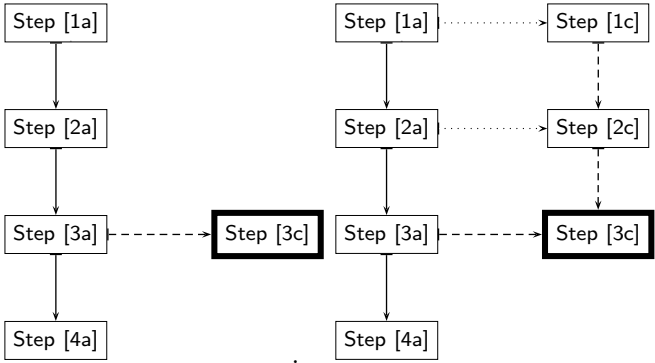 Step [1a]
Step [2a]
Step [3a]
Step [3c]
Step [4a]
.
Step [1a]
Step [1c]
Step [2a]
Step [2c]
Step [3a]
Step [3c]
Step [4a]